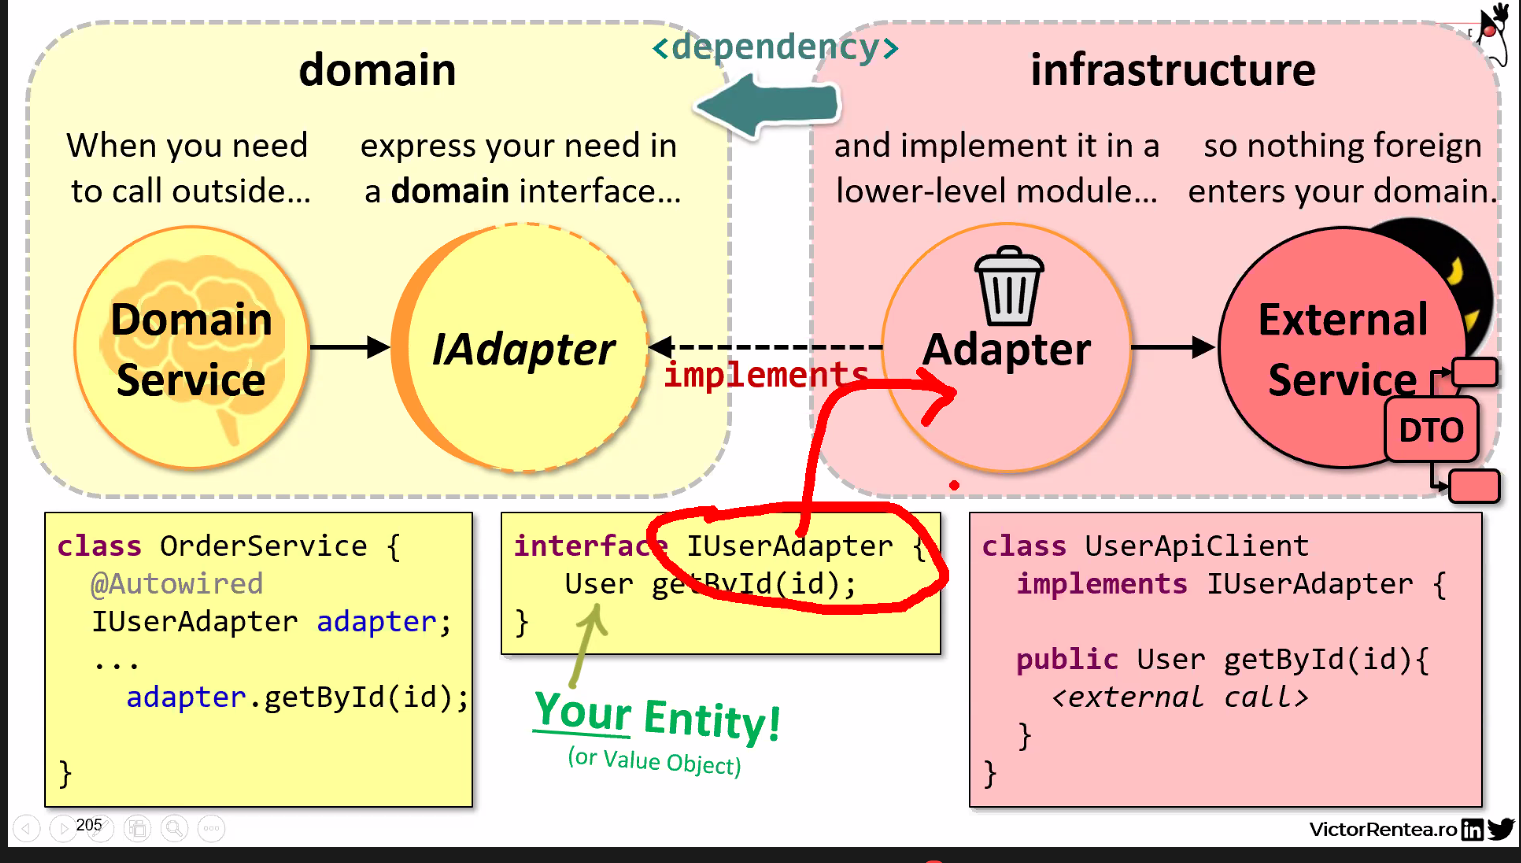 <dependency>
domain
infrastructure
When you need
to call outside...
express your need in
a domain interface...
and implement it in a
lower-level module...
so nothing foreign
enters your domain.
Domain
Service
IAdapter
implements
Adapter
External
Service
DTO
class OrderService {
@Autowired
IUserAdapter adapter;
...
adapter.getById(id);
}
interface IUserAdapter {
User getById(id);
}
Your Entity!
(or Value Object)
class UserApiClient
implements IUserAdapter {
public User getById(id){
<external call>
}
}
205
VictorRentea.ro
in